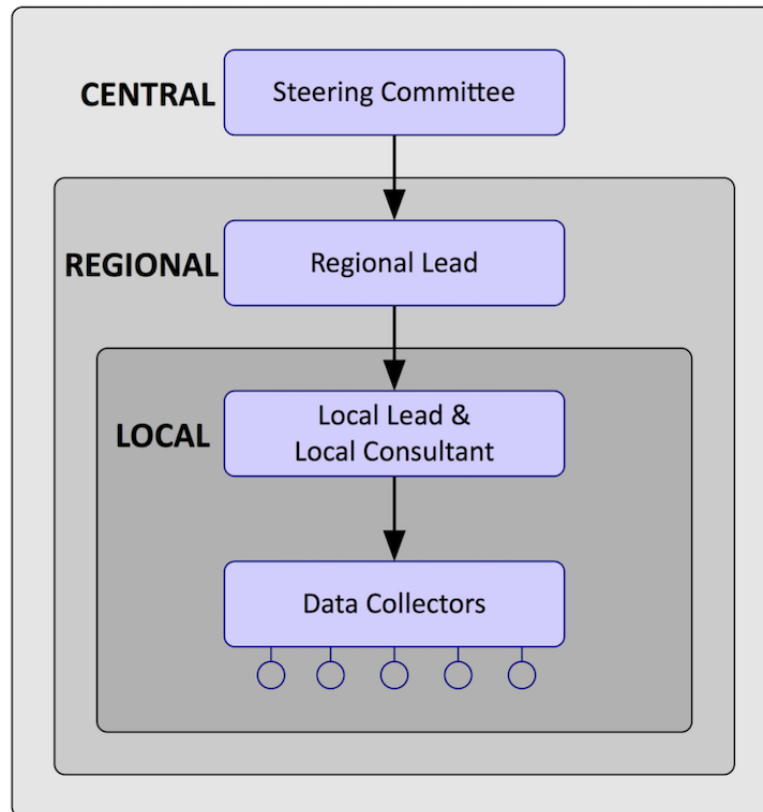 CENTRAL
Steering Committee
REGIONAL
Regional Lead
LOCAL
Local Lead &
Local Consultant
Data Collectors